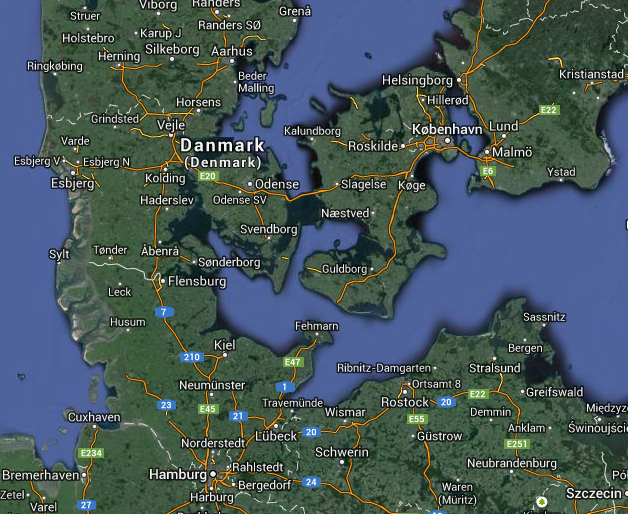 Viborg
Randers
Grenå
Struer
Randers SØ
Holstebro
Karup J
Silkeborg
Aarhus
Herning
Ringkøbing
Beder
Malling
Helsingborg
Kristianstad
Horsens
Hillerød
E22
Grindsted
Vejle
Kalundborg
København
Lund
Danmark
(Denmark)
Varde
Roskilde
Malmö
Esbjerg V
Esbjerg N
Kolding
E20
E6
Ystad
Esbjerg
Odense
Slagelse
Køge
Haderslev
Odense SV
Næstved
Svendborg
Sylt
Tønder
Åbenrå
Sønderborg
Guldborg
Flensburg
Leck
7
Husum
Fehmarn
Sassnitz
Kiel
210
E47
Bergen
Ribnitz-Damgarten
Stralsund
Neumünster
1
Ortsamt 8
23
E45
21
Travemünde
Rostock
20
E22
Greifswald
Cuxhaven
Wismar
E55
Demmin
Lübeck
20
Anklam
Norderstedt
Güstrow
E251
E234
Schwerin
Neubrandenburg
Bremerhaven
Hamburg
Rahlstedt
Bergedorf
24
Waren
(Müritz)
Zetel
Varel
27
Harburg
Szczecin